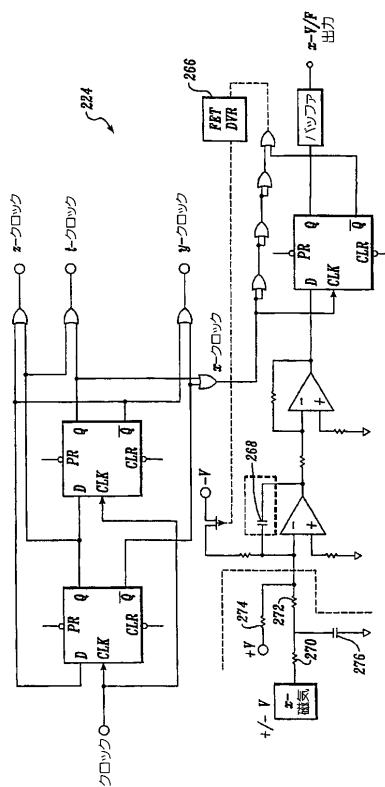 224
z-クロック
t-クロック
y-クロック
D PR Q
CLK
CLR Q̅
D PR Q
CLK
CLR Q̅
クロック
x-クロック
266
FET
DVR
-V
268
274
+V
272
270
276
+/- V
x-
磁気
-
+
-
+
D PR Q
CLK
CLR Q̅
バッファ
x-V/F
出力